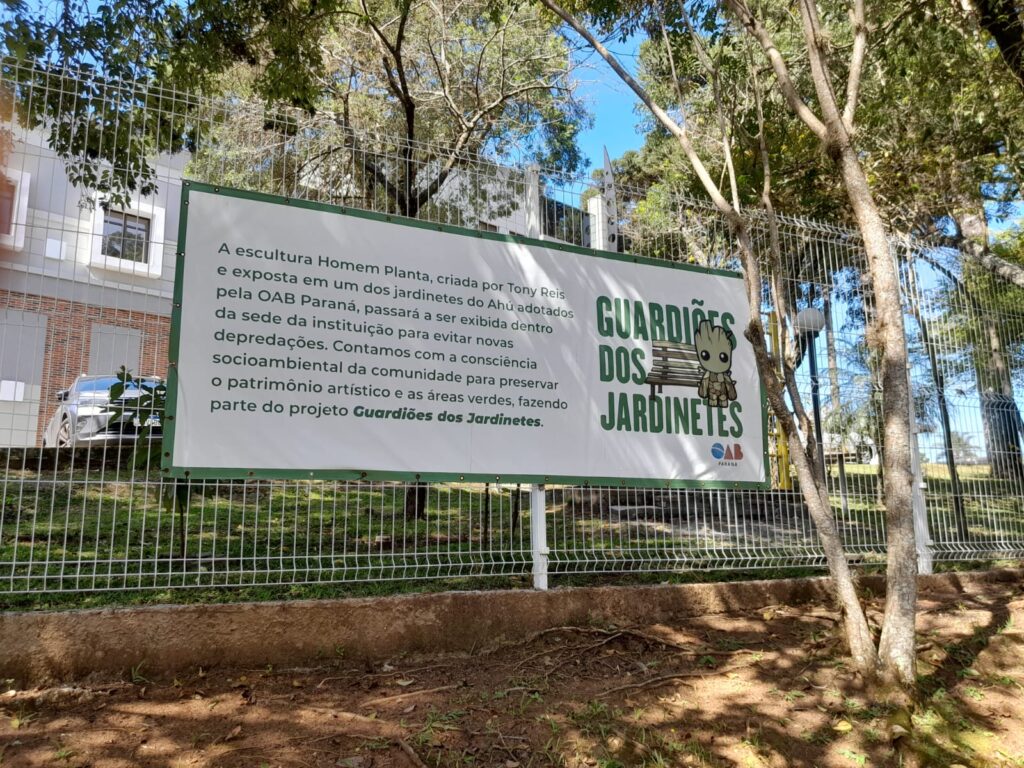 A escultura Homem Planta, criada por Tony Reis
e exposta em um dos jardinetes do Ahú adotados
pela OAB Paraná, passará a ser exibida dentro
da sede da instituição para evitar novas
depredações. Contamos com a consciência
socioambiental da comunidade para preservar
o patrimônio artístico e as áreas verdes, fazendo
parte do projeto Guardiões dos Jardinetes.
GUARDIÕES
DOS
JARDINETES
OAB
PARANÁ